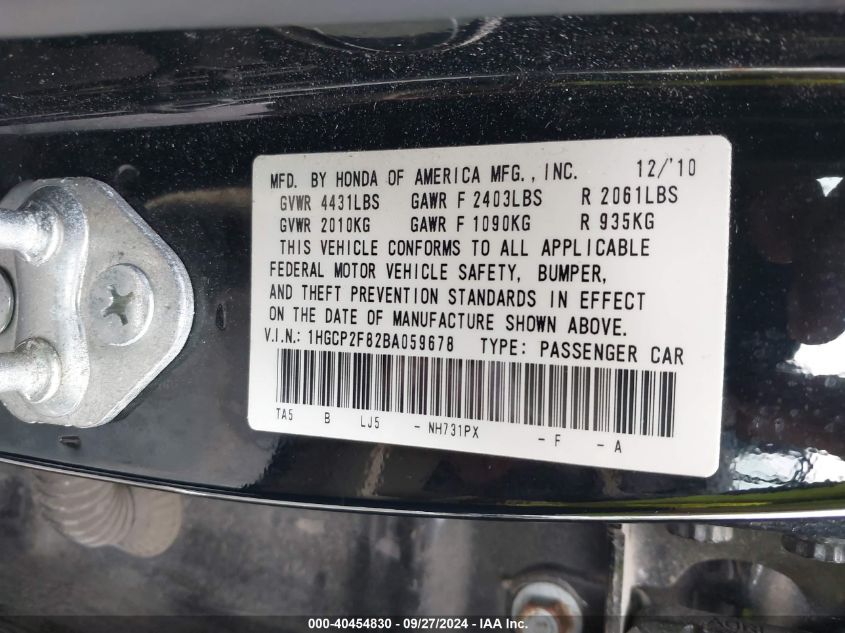 MFD. BY HONDA OF AMERICA MFG., INC. 12/'10
GVWR 4431LBS GAWR F 2403LBS R 2061LBS
GVWR 2010KG GAWR F 1090KG R 935KG
THIS VEHICLE CONFORMS TO ALL APPLICABLE
FEDERAL MOTOR VEHICLE SAFETY, BUMPER,
AND THEFT PREVENTION STANDARDS IN EFFECT
ON THE DATE OF MANUFACTURE SHOWN ABOVE.
V.I.N.: 1HGCP2F82BA059678 TYPE: PASSENGER CAR
TA5 B LJ5 - NH731PX - F - A
000-40454830 - 09/27/2024 - IAA, Inc.